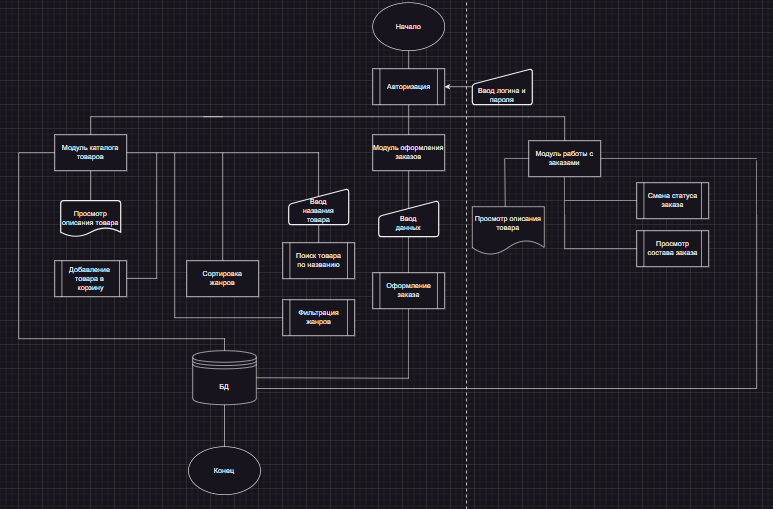 Начало
Авторизация
Ввод логина и
пароля
Модуль каталога
товаров
Модуль оформления
заказов
Модуль работы с
заказами
Просмотр
описания товара
Ввод
названия
товара
Ввод
данных
Просмотр описания
товара
Смена статуса
заказа
Просмотр
состава заказа
Добавление
товара в
корзину
Сортировка
жанров
Поиск товара
по названию
Оформление
заказа
Фильтрация
жанров
БД
Конец